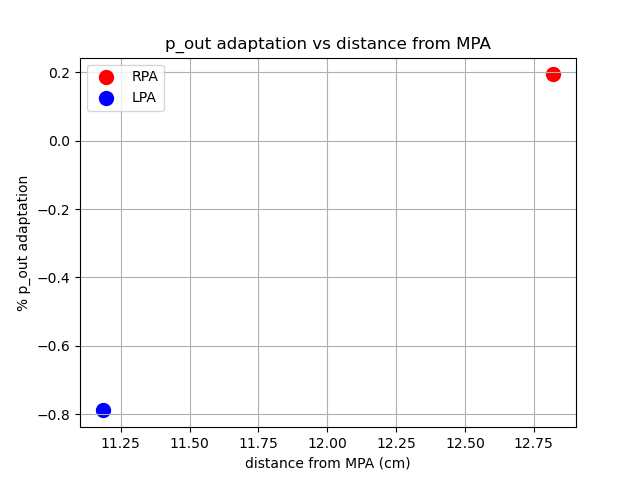 p_out adaptation vs distance from MPA
RPA
LPA
% p_out adaptation
0.2
0.0
−0.2
−0.4
−0.6
−0.8
11.25 11.50 11.75 12.00 12.25 12.50 12.75
distance from MPA (cm)